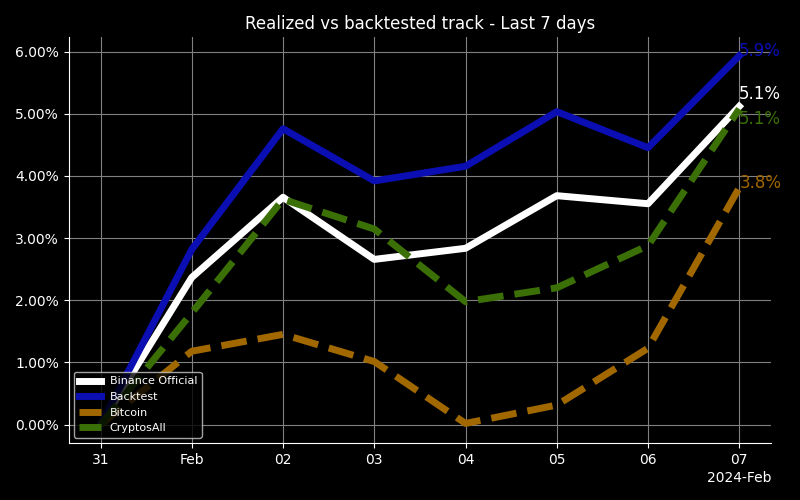 Realized vs backtested track - Last 7 days
6.00%
5.00%
4.00%
3.00%
2.00%
1.00%
0.00%
5.9%
5.1%
5.1%
3.8%
Binance Official
Backtest
Bitcoin
CryptosAll
31 Feb 02 03 04 05 06 07
2024-Feb